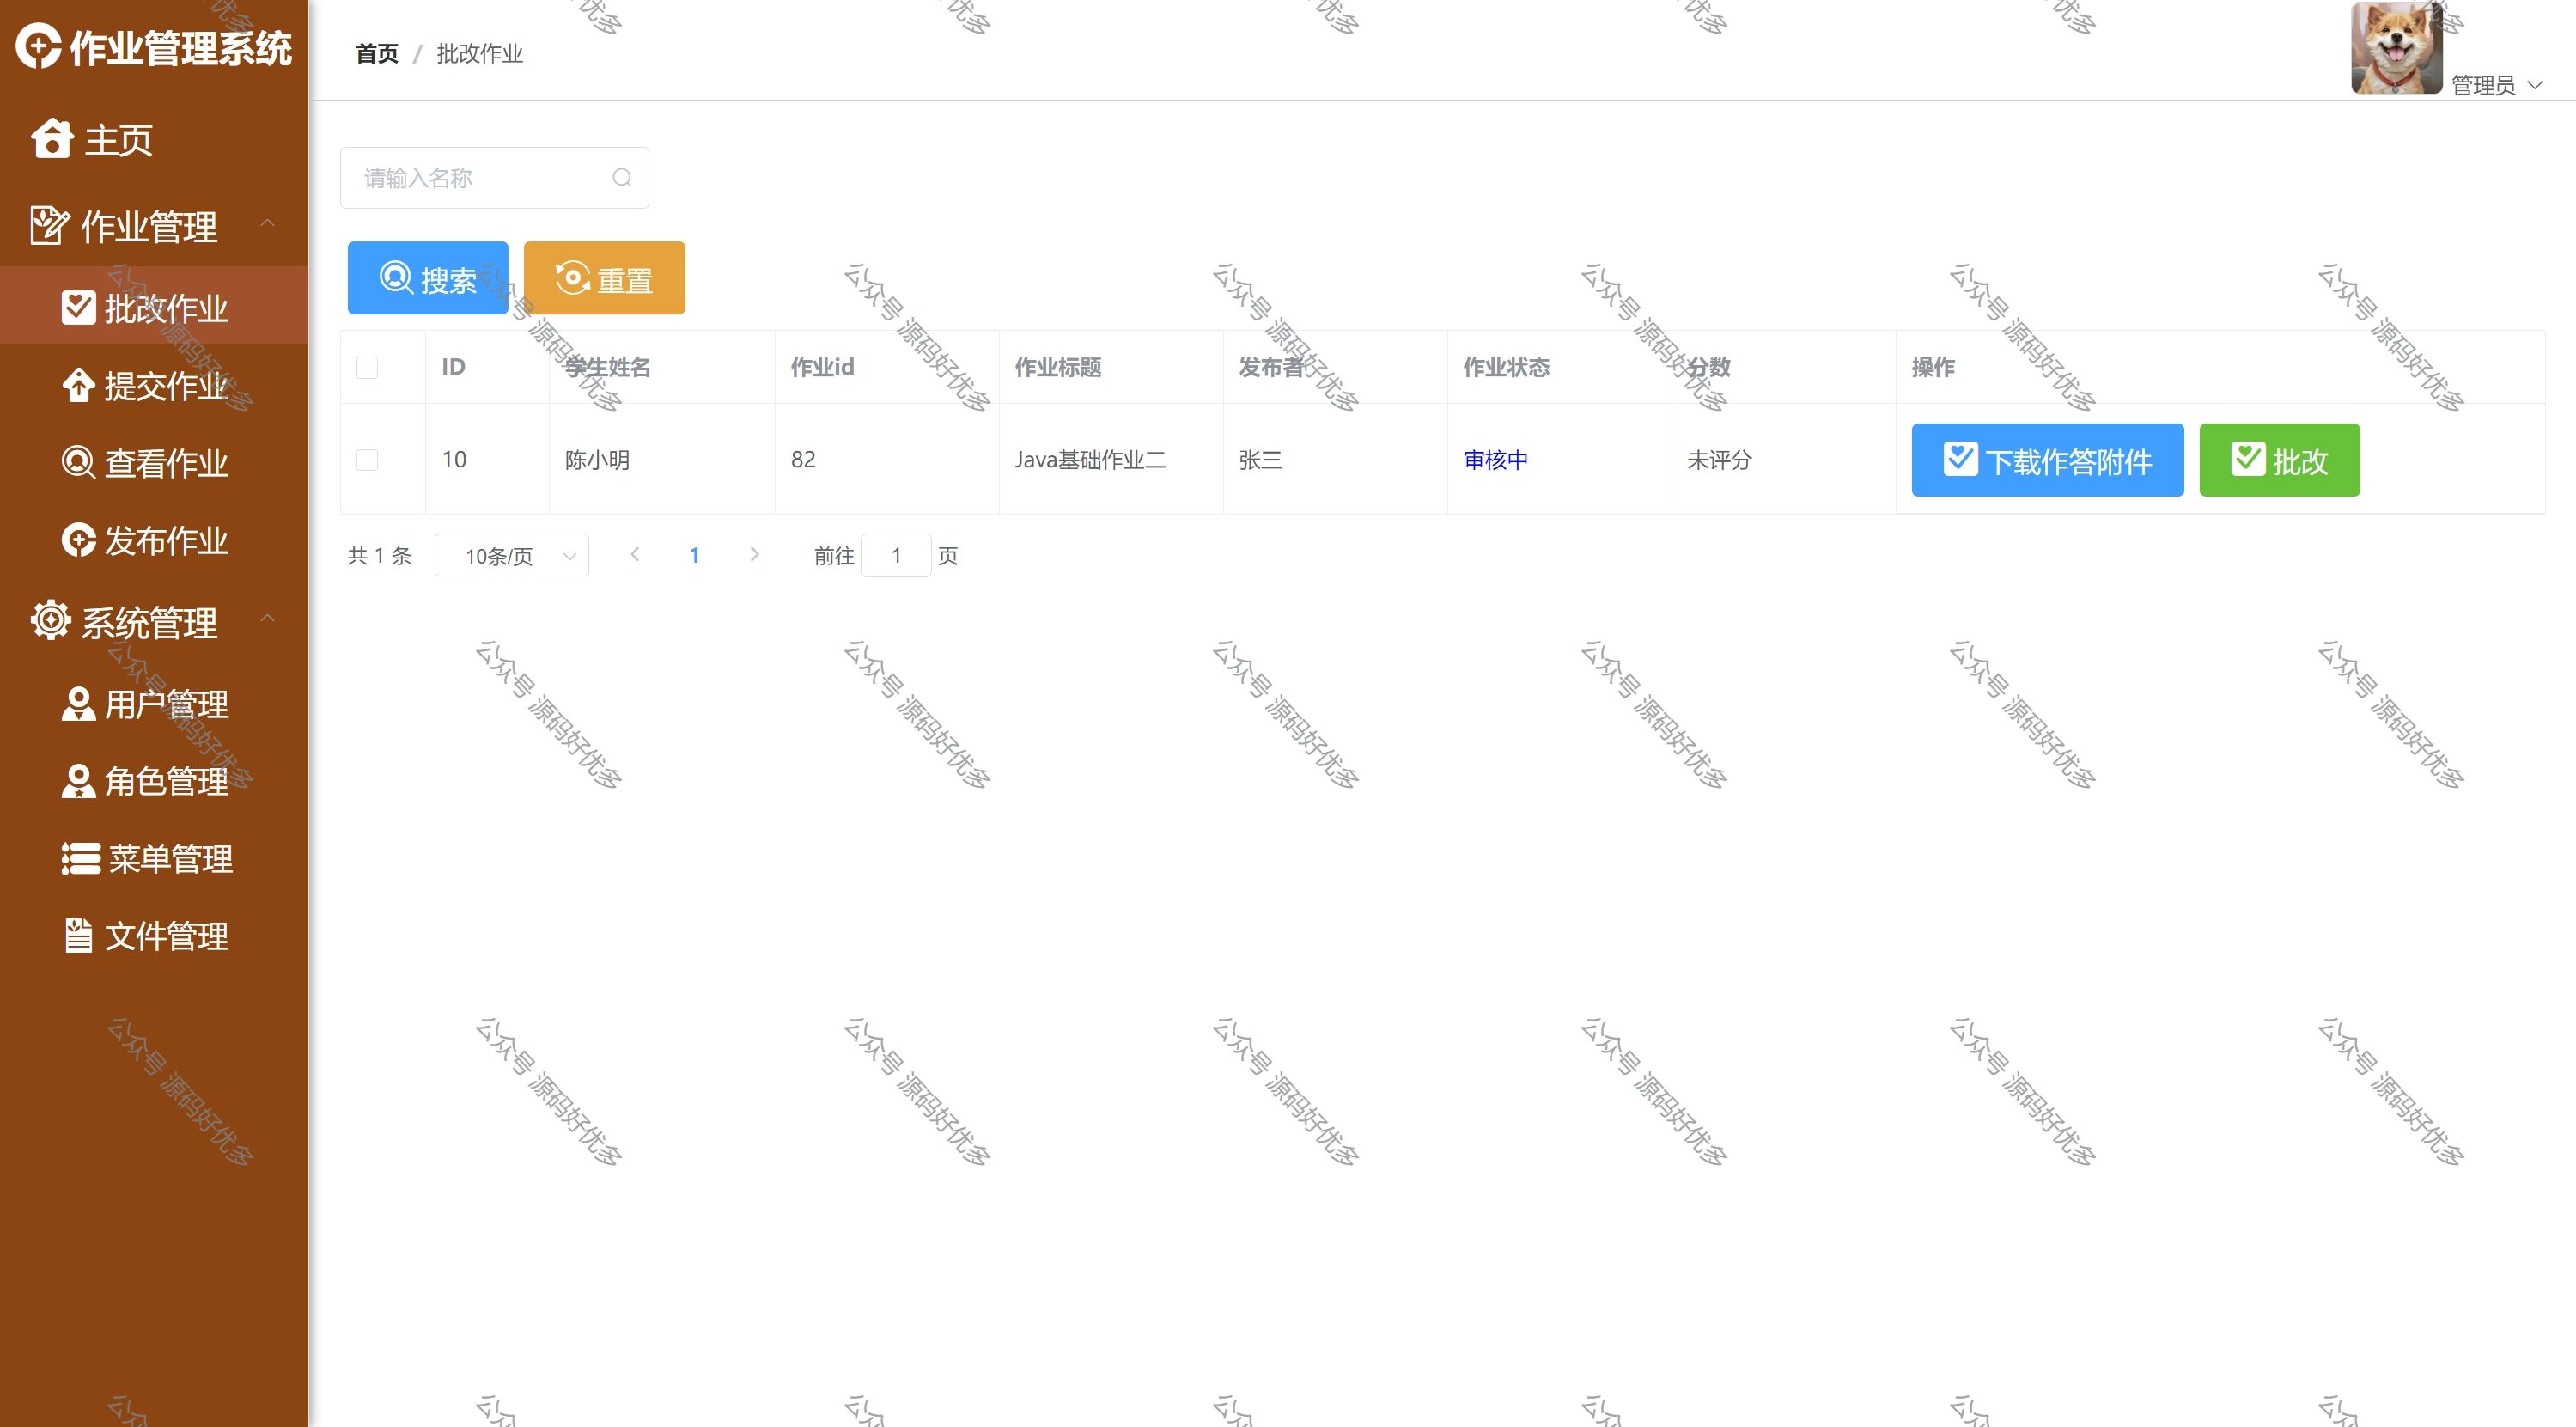 作业管理系统
首页 / 批改作业
管理员
主页
作业管理
批改作业
提交作业
查看作业
发布作业
系统管理
用户管理
角色管理
菜单管理
文件管理
请输入名称
搜索 重置
ID 学生姓名 作业id 作业标题 发布者 作业状态 分数 操作
10 陈小明 82 Java基础作业二 张三 审核中 未评分 下载作答附件 批改
共 1 条 10条/页 1 前往 1 页
公众号 源码好优多